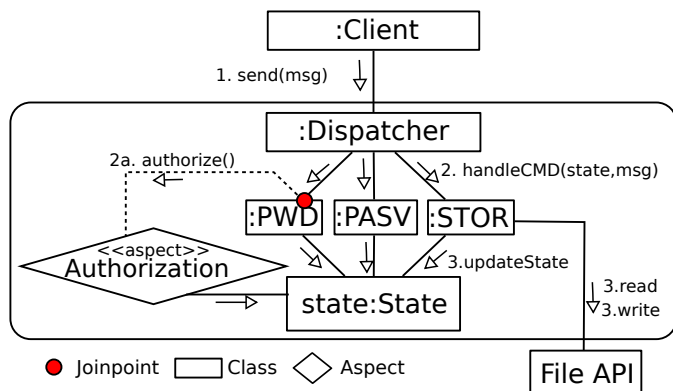 :Client
1. send(msg)
:Dispatcher
2a. authorize()
2. handleCMD(state,msg)
:PWD
:PASV
:STOR
<<aspect>>
Authorization
3.updateState
state:State
3.read
3.write
Joinpoint
Class
Aspect
File API